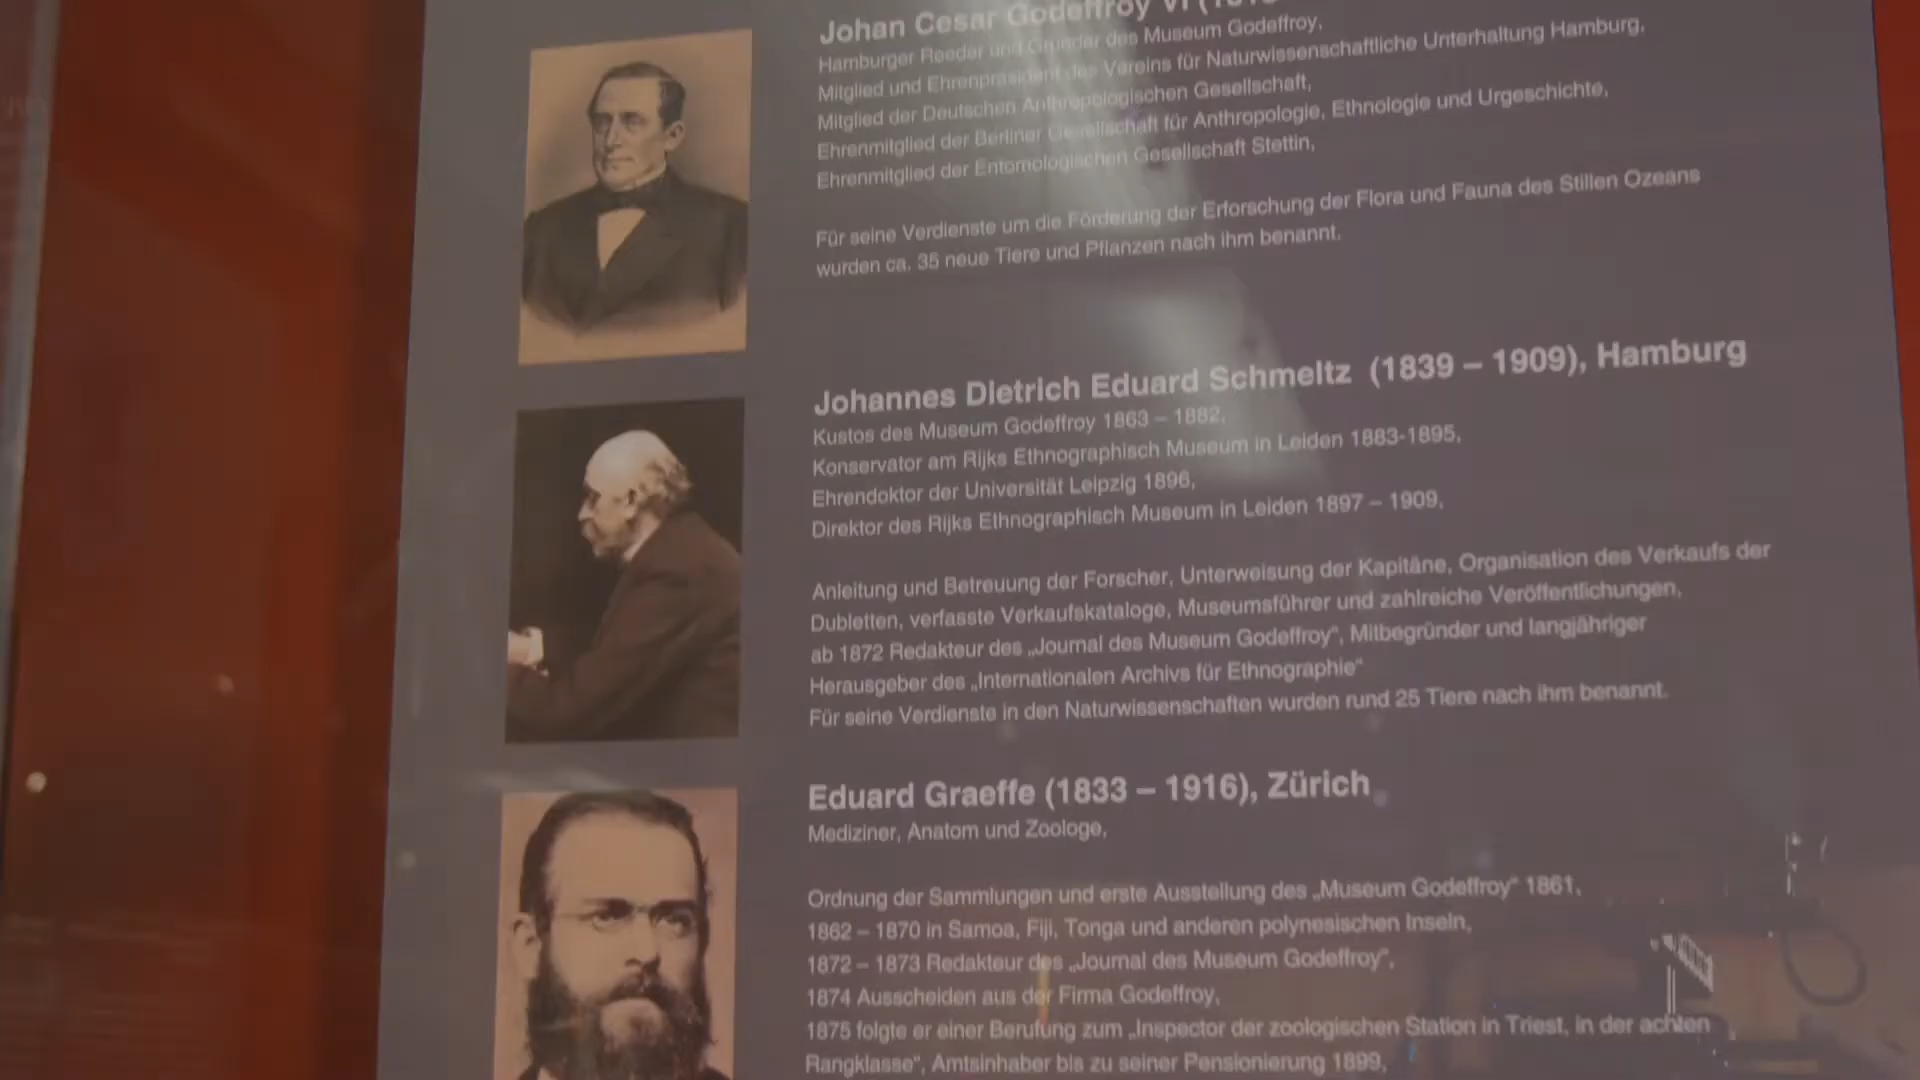 Johan Cesar Godeffroy VI
Hamburger Reeder und Gründer des Museum Godeffroy,
Mitglied und Ehrenpräsident des Vereins für Naturwissenschaftliche Unterhaltung Hamburg,
Mitglied der Deutschen Anthropologischen Gesellschaft,
Ehrenmitglied der Berliner Gesellschaft für Anthropologie, Ethnologie und Urgeschichte,
Ehrenmitglied der Entomologischen Gesellschaft Stettin,
Für seine Verdienste um die Förderung der Erforschung der Flora und Fauna des Stillen Ozeans
wurden ca. 35 neue Tiere und Pflanzen nach ihm benannt.
Johannes Dietrich Eduard Schmeltz (1839 – 1909), Hamburg
Kustos des Museum Godeffroy 1863 – 1882,
Konservator am Rijks Ethnographisch Museum in Leiden 1883-1895,
Ehrendoktor der Universität Leipzig 1896,
Direktor des Rijks Ethnographisch Museum in Leiden 1897 – 1909,
Anleitung und Betreuung der Forscher, Unterweisung der Kapitäne, Organisation des Verkaufs der
Dubletten, verfasste Verkaufskataloge, Museumsführer und zahlreiche Veröffentlichungen,
ab 1872 Redakteur des „Journal des Museum Godeffroy“, Mitbegründer und langjähriger
Herausgeber des „Internationalen Archivs für Ethnographie“
Für seine Verdienste in den Naturwissenschaften wurden rund 25 Tiere nach ihm benannt.
Eduard Graeffe (1833 – 1916), Zürich
Mediziner, Anatom und Zoologe,
Ordnung der Sammlungen und erste Ausstellung des „Museum Godeffroy“ 1861,
1862 – 1870 in Samoa, Fiji, Tonga und anderen polynesischen Inseln,
1872 – 1873 Redakteur des „Journal des Museum Godeffroy“,
1874 Ausscheiden aus der Firma Godeffroy,
1875 folgte er einer Berufung zum „Inspector der zoologischen Station in Triest, in der achten
Rangklasse“, Amtsinhaber bis zu seiner Pensionierung 1899,